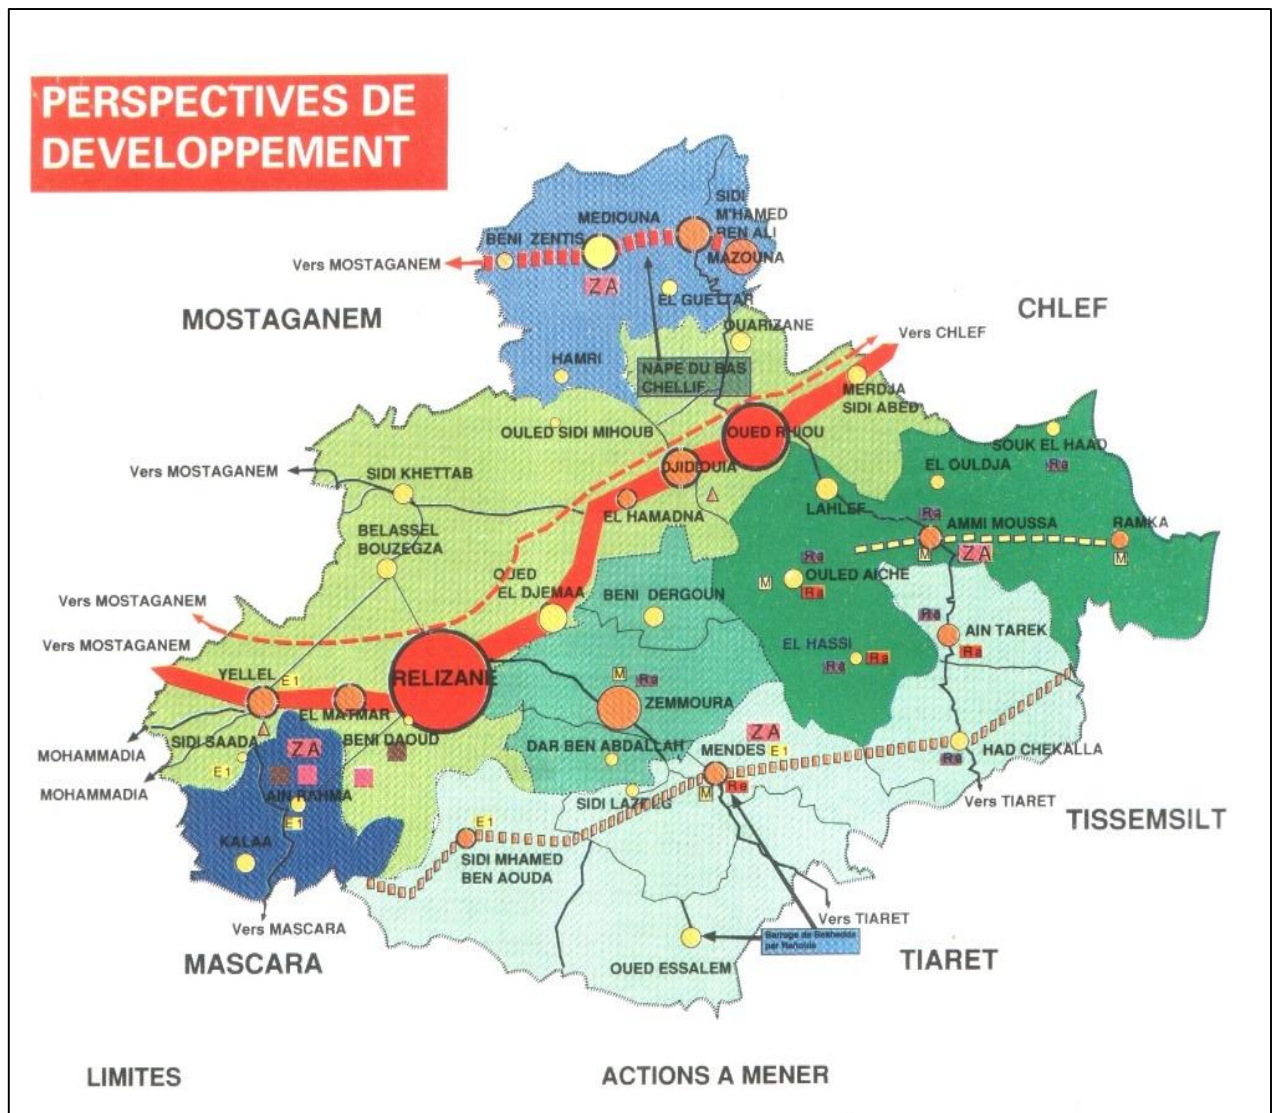 PERSPECTIVES DE
DEVELOPPEMENT
SIDI
M'HAMED
REN ALI
MEDIOUNA
BENI ZENTIS
MAZOUNA
Vers MOSTAGANEM
ZA
EL GUETTAR
MOSTAGANEM
CHLEF
OUARIZANE
Vers CHLEF
HAMRI
NAPE DU BAS
CHELLIF
MERDJA
SIDI ABED
OULED SIDI MIHOUB
OUED RHIOU
SOUK EL HAAD
Vers MOSTAGANEM
SIDI KHETTAB
DJIDIOUIA
EL OULDJA
Ra
EL HAMADNA
LAHLEF
Ra
AMMI MOUSSA
RAMKA
BELASSEL
BOUZEGZA
M
ZA
M
Ra
OUED
EL DJEMAA
M
OULED AICHE
Ra
Vers MOSTAGANEM
BENI DERGOUN
Ra
AIN TAREK
Vers MOSTAGANEM
EL HASSI
Ra
Ra
Ra
YELLEL
E1
RELIZANE
M
Ra
ZEMMOURA
EL MATMAR
SIDI SAADA
BENI DAOUD
ZA
ZA
DAR BEN ABDALLAH
MENDES
E1
HAD CHEKALLA
MOHAMMADIA
E1
Ra
MOHAMMADIA
AIN RAHMA
M
Ra
Vers TIARET
E1
E1
TISSEMSILT
KALAA
SIDI MHAMED
BEN AOUDA
Vers MASCARA
Vers TIARET
Barrage de Bekhedda
par
MASCARA
OUED ESSALEM
TIARET
LIMITES
ACTIONS A MENER